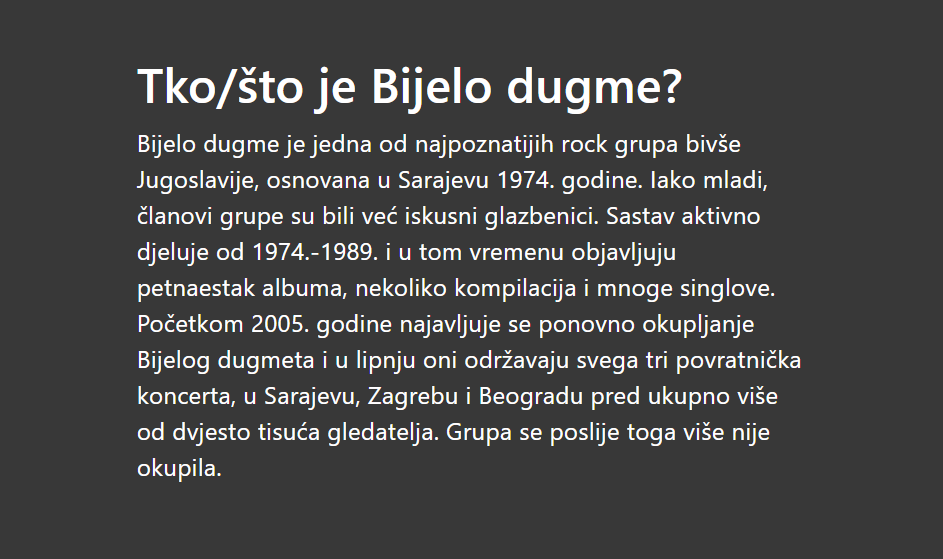 Tko/što je Bijelo dugme?
Bijelo dugme je jedna od najpoznatijih rock grupa bivše
Jugoslavije, osnovana u Sarajevu 1974. godine. Iako mladi,
članovi grupe su bili već iskusni glazbenici. Sastav aktivno
djeluje od 1974.-1989. i u tom vremenu objavljuju
petnaestak albuma, nekoliko kompilacija i mnoge singlove.
Početkom 2005. godine najavljuje se ponovno okupljanje
Bijelog dugmeta i u lipnju oni održavaju svega tri povratnička
koncerta, u Sarajevu, Zagrebu i Beogradu pred ukupno više
od dvjesto tisuća gledatelja. Grupa se poslije toga više nije
okupila.